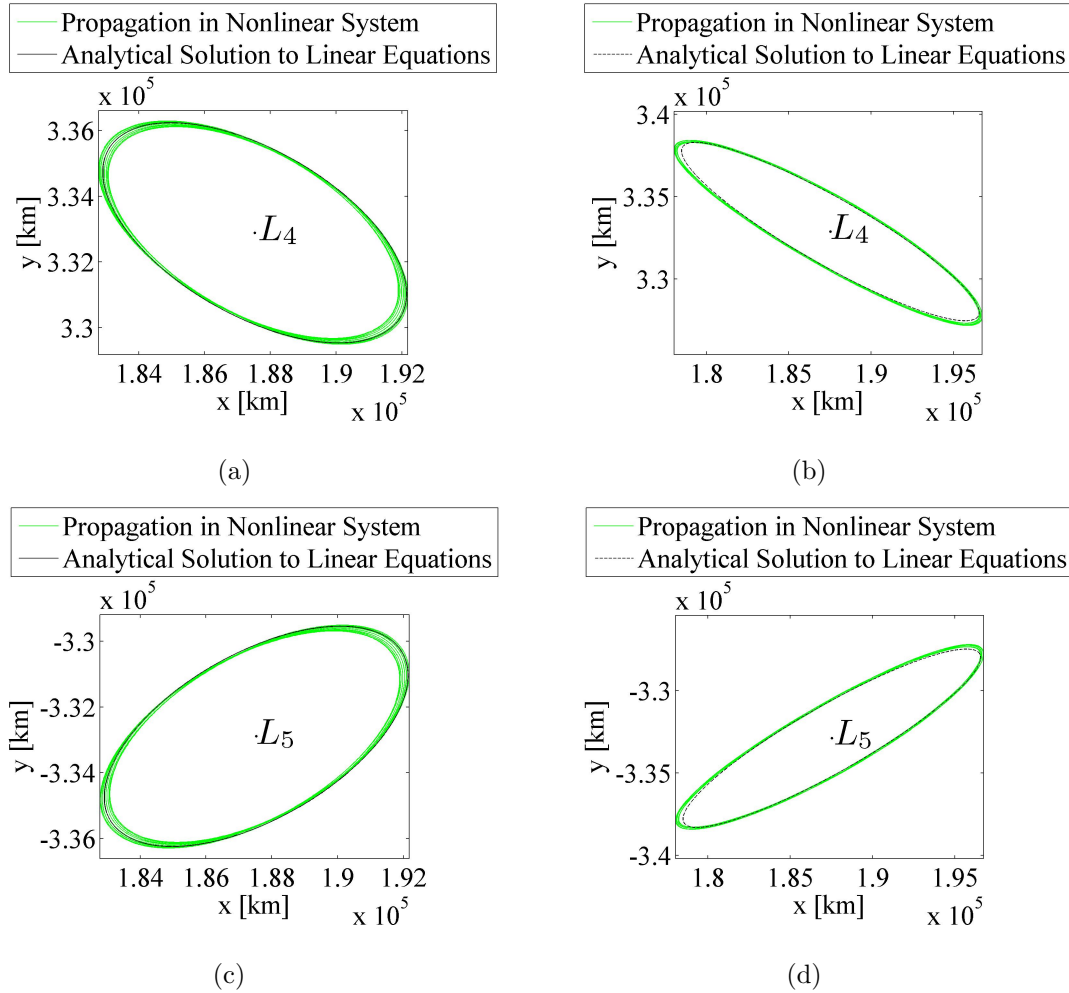 Propagation in Nonlinear System
Analytical Solution to Linear Equations
x 10^5
3.36
3.34
3.32
3.3
y [km]
L_4
1.84 1.86 1.88 1.9 1.92
x [km]
x 10^5
(a)
Propagation in Nonlinear System
Analytical Solution to Linear Equations
x 10^5
3.4
3.35
3.3
y [km]
L_4
1.8 1.85 1.9 1.95
x [km]
x 10^5
(b)
Propagation in Nonlinear System
Analytical Solution to Linear Equations
x 10^5
-3.3
-3.32
-3.34
-3.36
y [km]
L_5
1.84 1.86 1.88 1.9 1.92
x [km]
x 10^5
(c)
Propagation in Nonlinear System
Analytical Solution to Linear Equations
x 10^5
-3.3
-3.35
-3.4
y [km]
L_5
1.8 1.85 1.9 1.95
x [km]
x 10^5
(d)